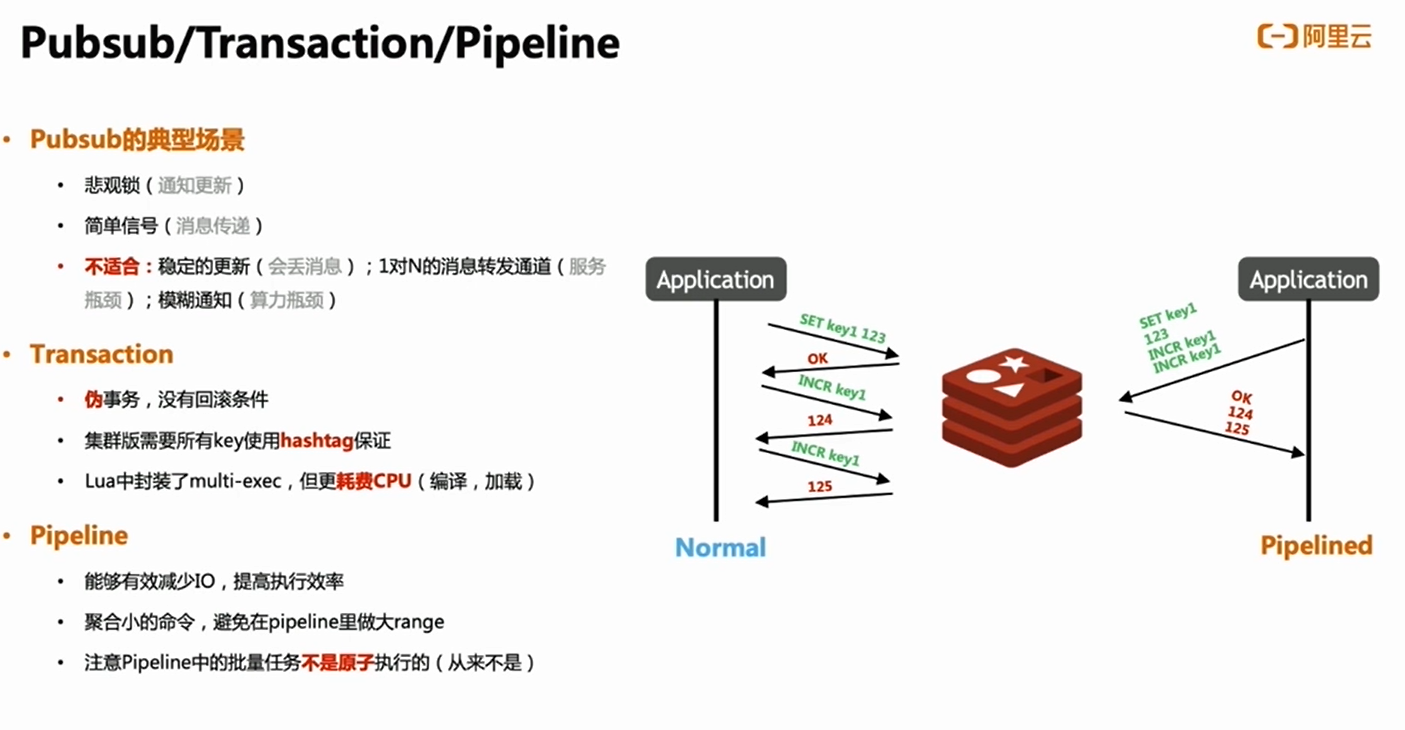 Pubsub/Transaction/Pipeline
阿里云
• Pubsub的典型场景
• 悲观锁（通知更新）
• 简单信号（消息传递）
• 不适合：稳定的更新（会丢消息）；1对N的消息转发通道（服务
瓶颈）；模糊通知（算力瓶颈）
• Transaction
• 伪事务，没有回滚条件
• 集群版需要所有key使用hashtag保证
• Lua中封装了multi-exec，但更耗费CPU（编译，加载）
• Pipeline
• 能够有效减少IO，提高执行效率
• 聚合小的命令，避免在pipeline里做大range
• 注意Pipeline中的批量任务不是原子执行的（从来不是）
Application
SET key1 123
OK
INCR key1
124
INCR key1
125
Normal
Application
SET key1
123
INCR key1
INCR key1
OK
124
125
Pipelined